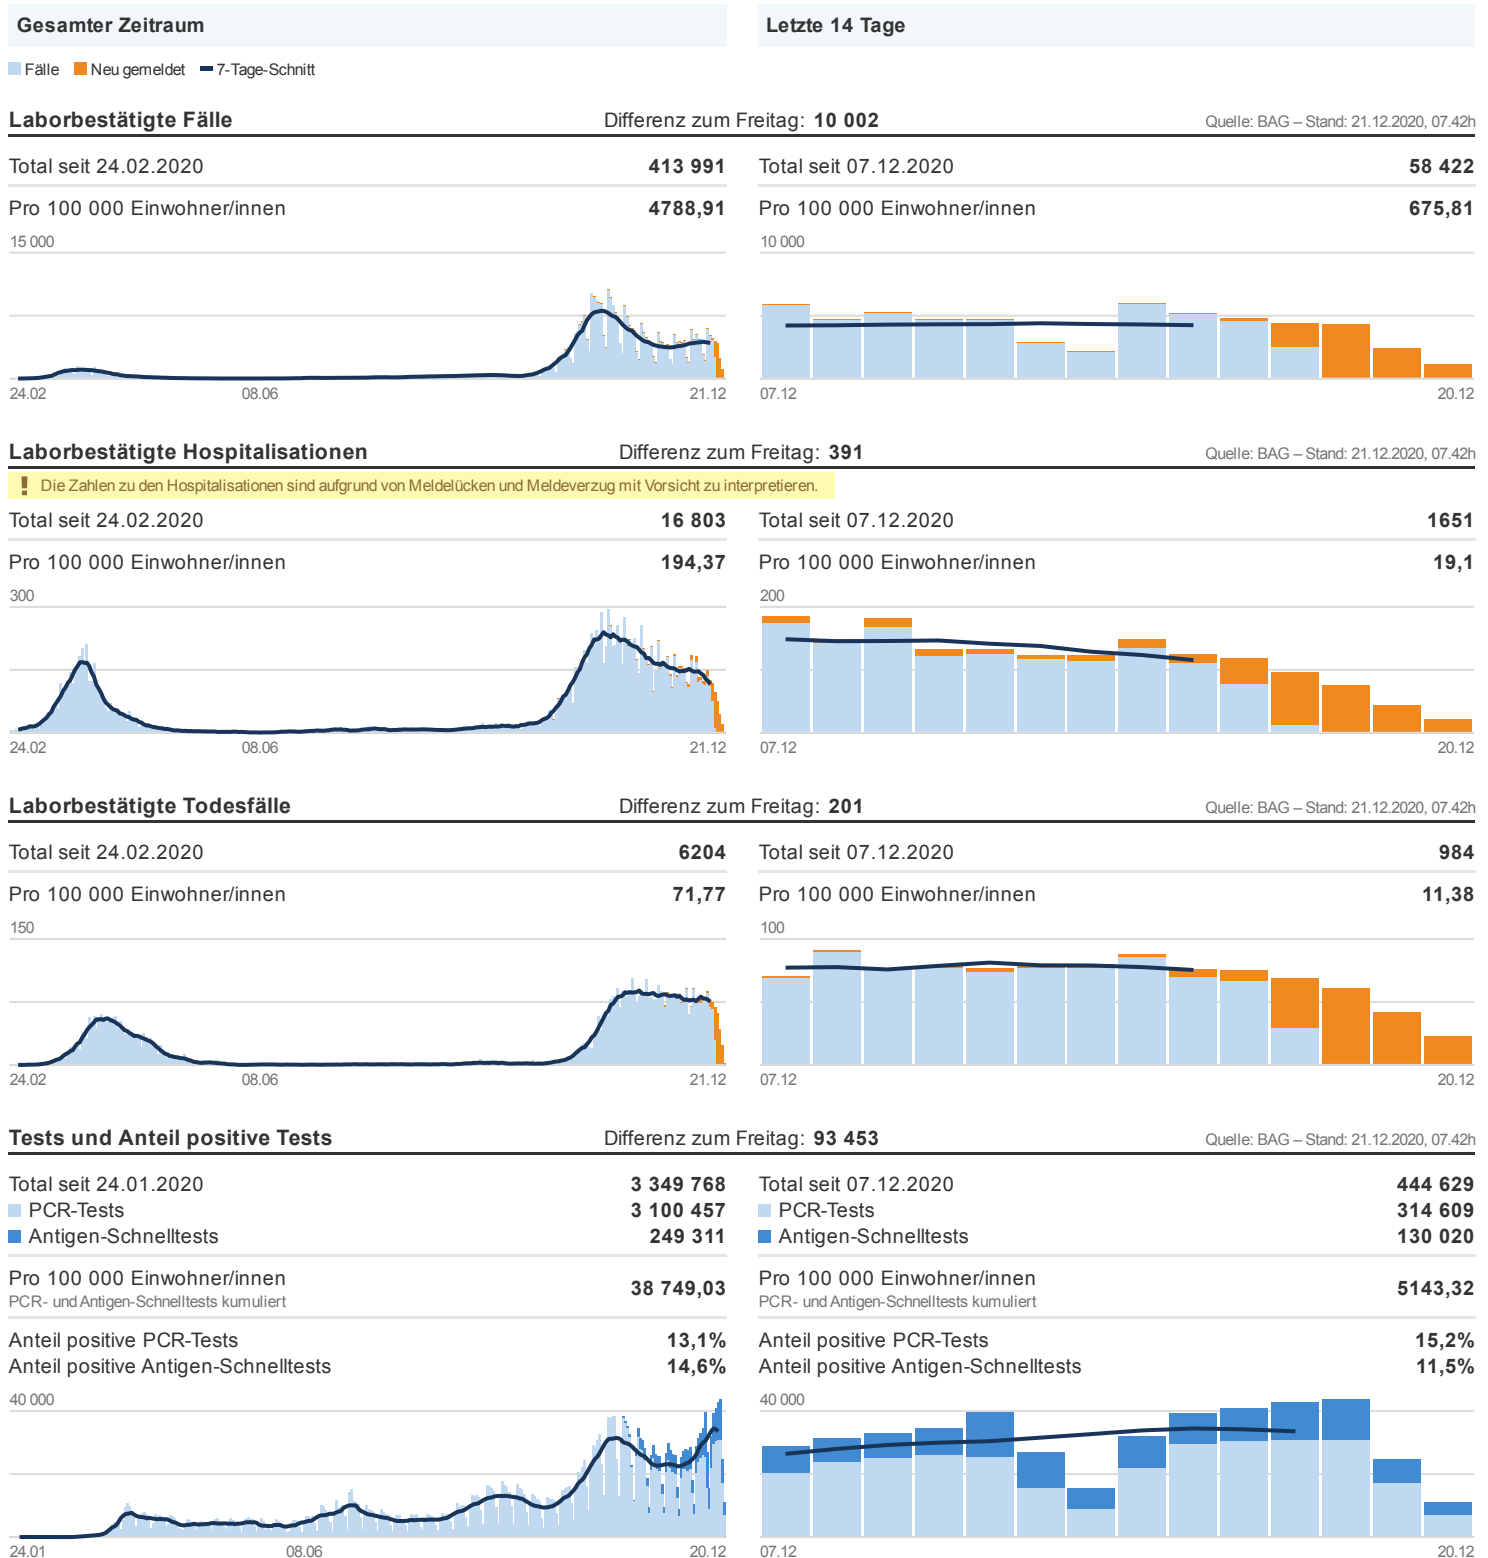 Gesamter Zeitraum
Letzte 14 Tage
Fälle Neu gemeldet 7-Tage-Schnitt
Laborbestätigte Fälle Differenz zum Freitag: 10 002 Quelle: BAG – Stand: 21.12.2020, 07.42h
Total seit 24.02.2020 413 991
Pro 100 000 Einwohner/innen 4788,91
15 000
24.02 08.06 21.12
Total seit 07.12.2020 58 422
Pro 100 000 Einwohner/innen 675,81
10 000
07.12 20.12
Laborbestätigte Hospitalisationen Differenz zum Freitag: 391 Quelle: BAG – Stand: 21.12.2020, 07.42h
! Die Zahlen zu den Hospitalisationen sind aufgrund von Meldelücken und Meldeverzug mit Vorsicht zu interpretieren.
Total seit 24.02.2020 16 803
Pro 100 000 Einwohner/innen 194,37
300
24.02 08.06 21.12
Total seit 07.12.2020 1651
Pro 100 000 Einwohner/innen 19,1
200
07.12 20.12
Laborbestätigte Todesfälle Differenz zum Freitag: 201 Quelle: BAG – Stand: 21.12.2020, 07.42h
Total seit 24.02.2020 6204
Pro 100 000 Einwohner/innen 71,77
150
24.02 08.06 21.12
Total seit 07.12.2020 984
Pro 100 000 Einwohner/innen 11,38
100
07.12 20.12
Tests und Anteil positive Tests Differenz zum Freitag: 93 453 Quelle: BAG – Stand: 21.12.2020, 07.42h
Total seit 24.01.2020 3 349 768
PCR-Tests 3 100 457
Antigen-Schnelltests 249 311
Pro 100 000 Einwohner/innen 38 749,03
PCR- und Antigen-Schnelltests kumuliert
Anteil positive PCR-Tests 13,1%
Anteil positive Antigen-Schnelltests 14,6%
40 000
24.01 08.06 20.12
Total seit 07.12.2020 444 629
PCR-Tests 314 609
Antigen-Schnelltests 130 020
Pro 100 000 Einwohner/innen 5143,32
PCR- und Antigen-Schnelltests kumuliert
Anteil positive PCR-Tests 15,2%
Anteil positive Antigen-Schnelltests 11,5%
40 000
07.12 20.12